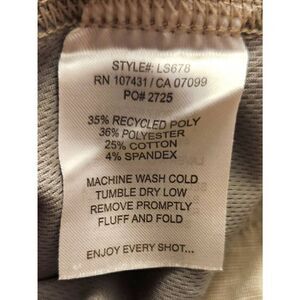 STYLE#: LS678
RN 107431 / CA 07099
PO# 2725
35% RECYCLED POLY
36% POLYESTER
25% COTTON
4% SPANDEX
MACHINE WASH COLD
TUMBLE DRY LOW
REMOVE PROMPTLY
FLUFF AND FOLD
ENJOY EVERY SHOT...